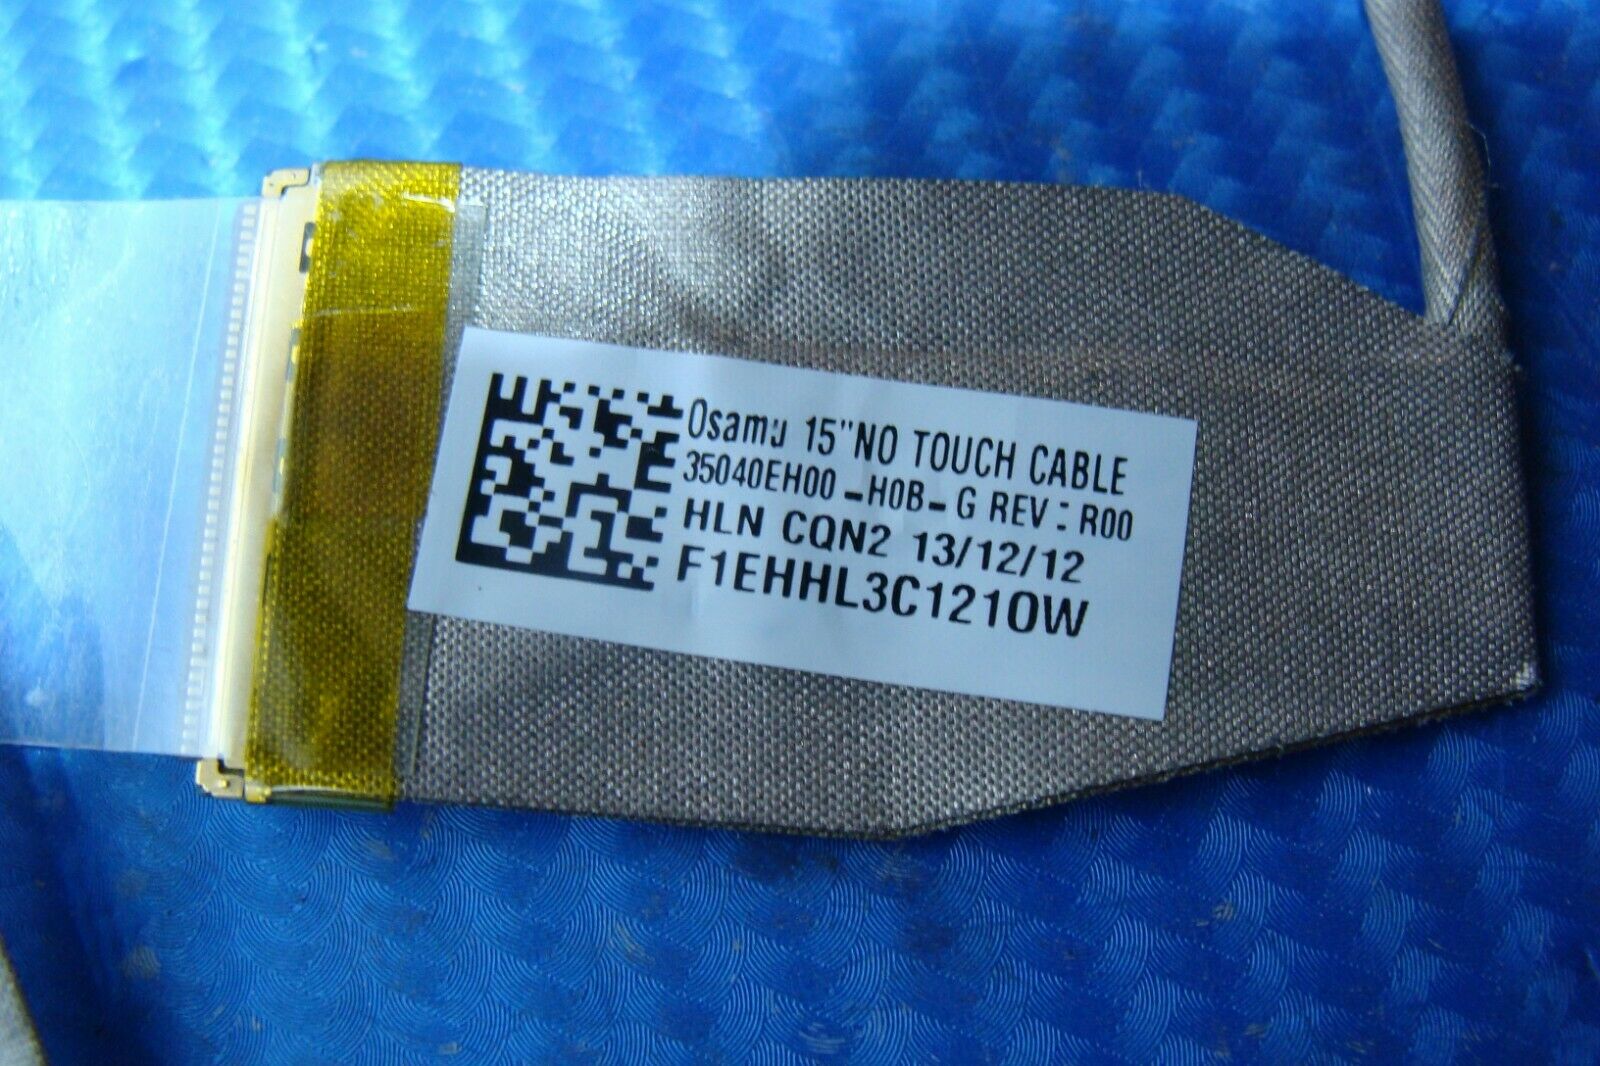 Osamu 15"NO TOUCH CABLE
35040EH00-H0B-G REV:R00
HLN CQN2 13/12/12
F1EHHL3C1210W